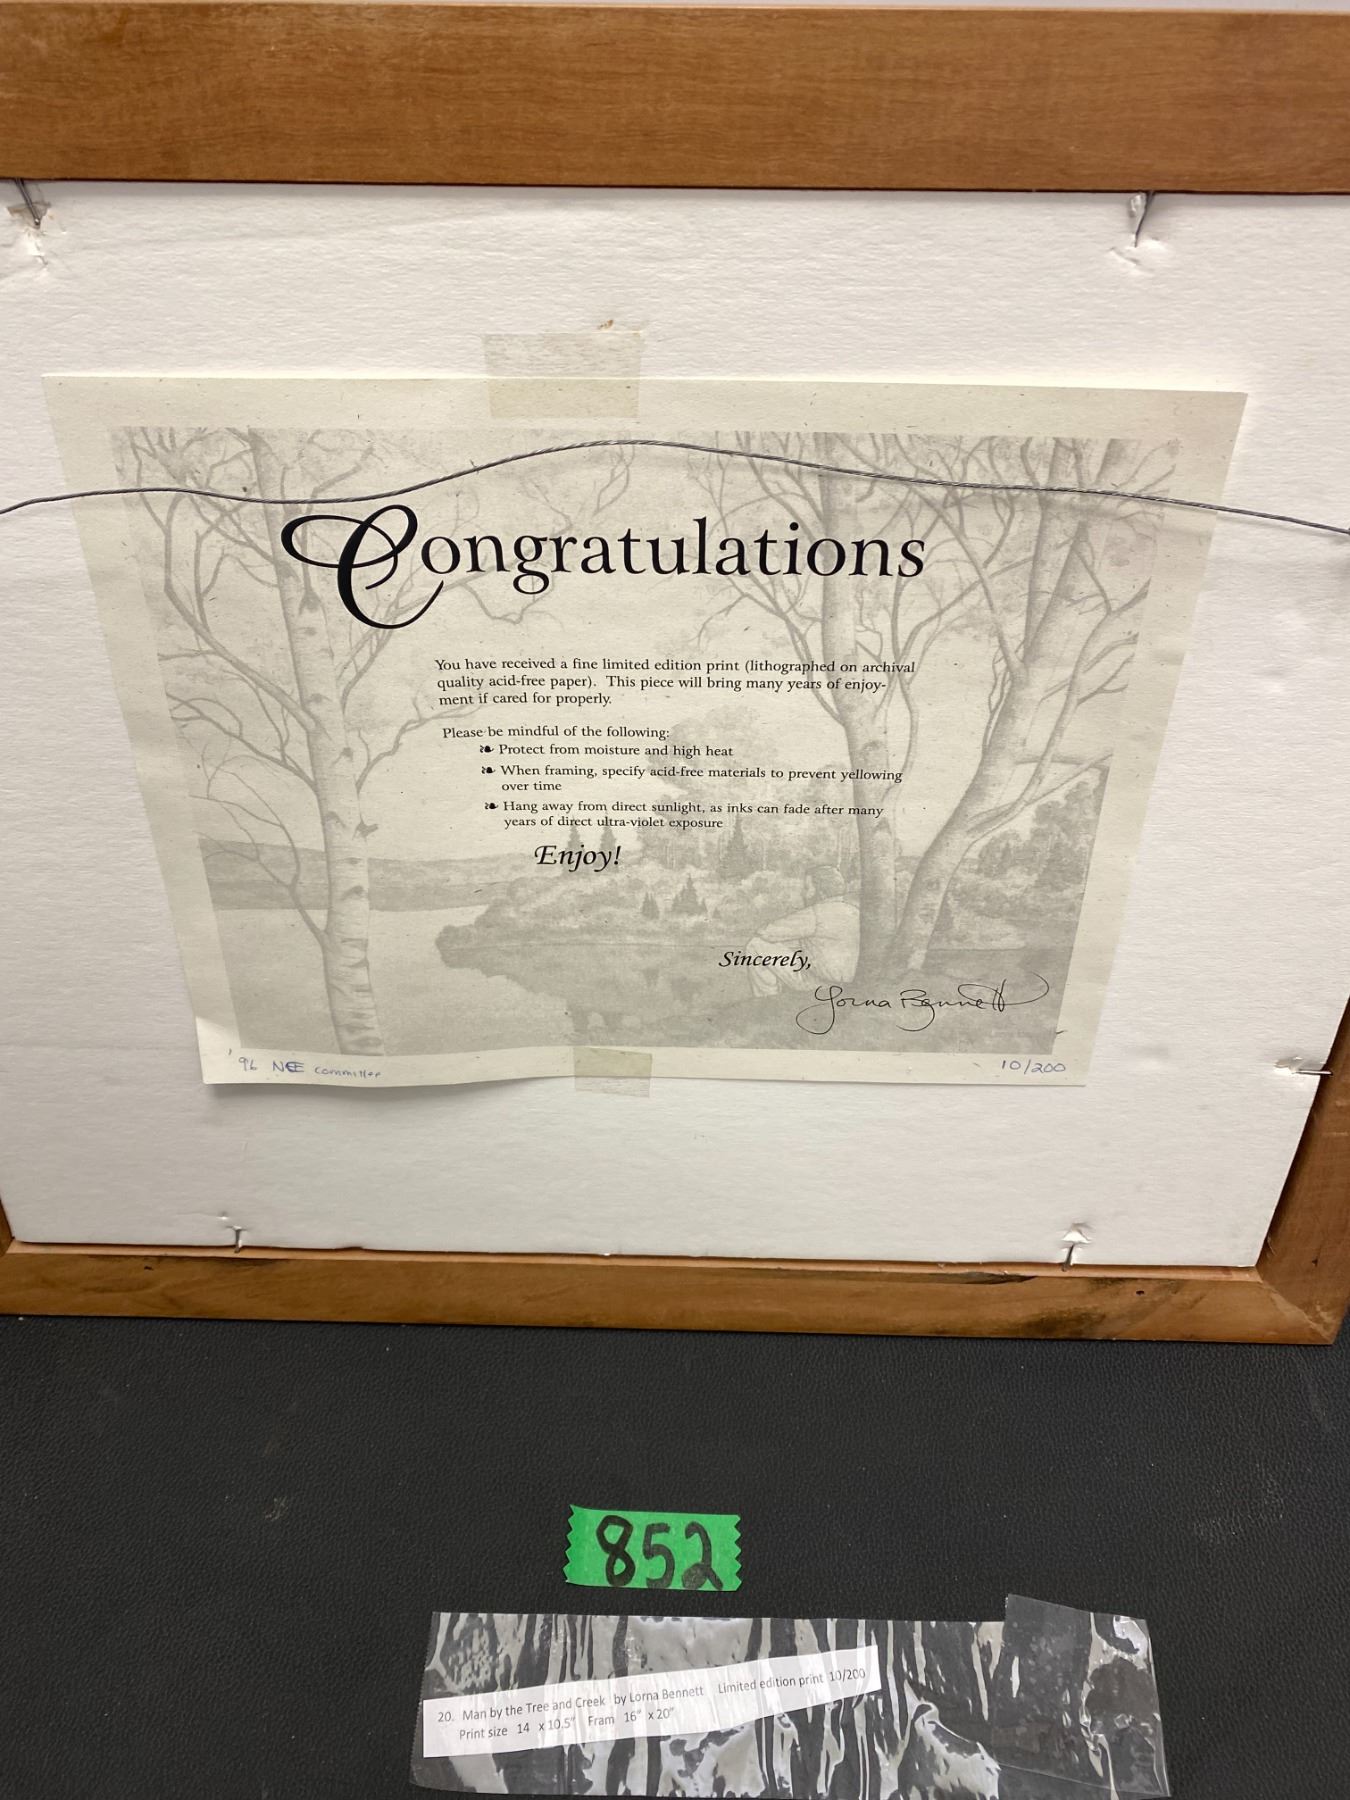 Congratulations
You have received a fine limited edition print (lithographed on archival
quality acid-free paper). This piece will bring many years of enjoy-
ment if cared for properly.
Please be mindful of the following:
Protect from moisture and high heat
When framing, specify acid-free materials to prevent yellowing
over time
Hang away from direct sunlight, as inks can fade after many
years of direct ultra-violet exposure
Enjoy!
Sincerely,
Lorna Bennett
'96 NEE committee
10/200
852
20. Man by the Tree and Creek by Lorna Bennett Limited edition print 10/200
Print size 14 x 10.5" Fram 16" x 20"